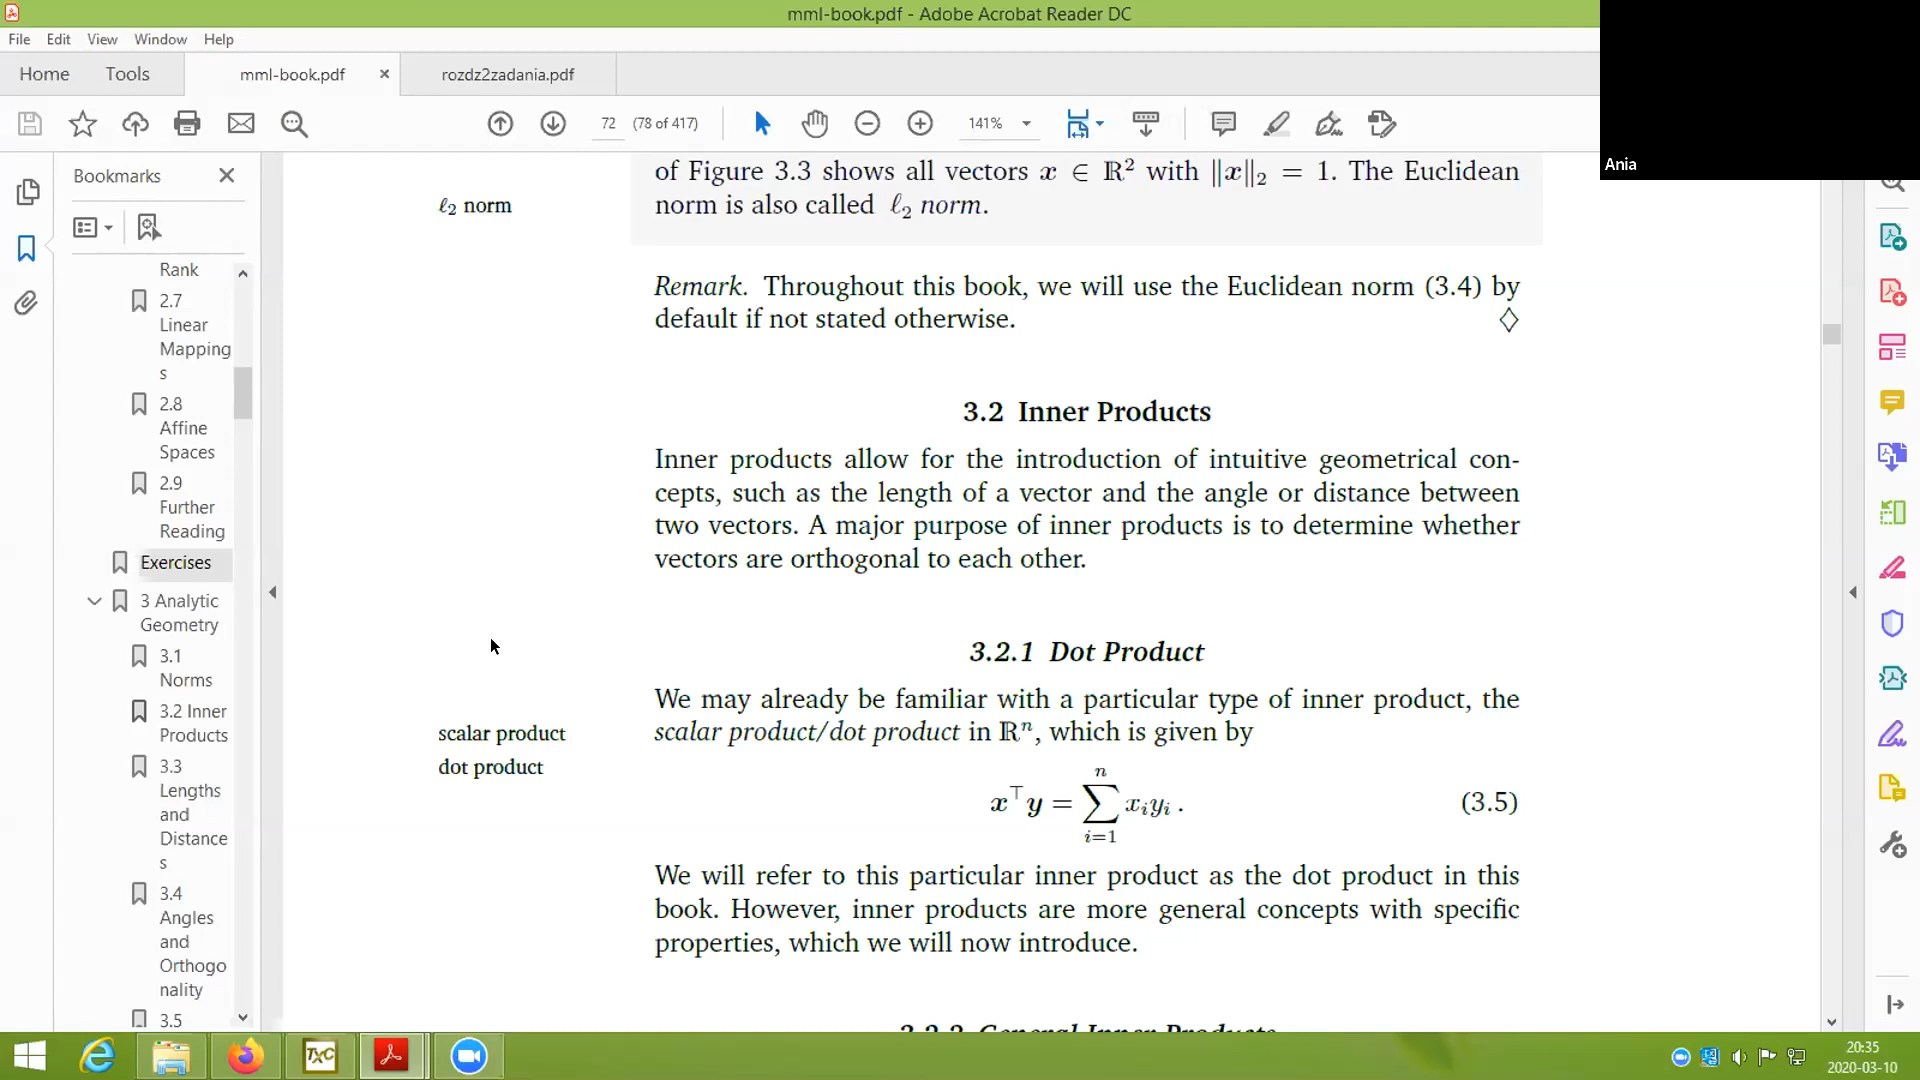 mml-book.pdf - Adobe Acrobat Reader DC
File Edit View Window Help
Home Tools mml-book.pdf × rozdz2zadania.pdf
72 (78 of 417) 141%
Ania
Bookmarks
Rank
2.7
Linear
Mapping
s
2.8
Affine
Spaces
2.9
Further
Reading
Exercises
3 Analytic
Geometry
3.1
Norms
3.2 Inner
Products
3.3
Lengths
and
Distance
s
3.4
Angles
and
Orthogo
nality
3.5
of Figure 3.3 shows all vectors x ∈ ℝ² with ‖x‖₂ = 1. The Euclidean
ℓ₂ norm
norm is also called ℓ₂ norm.
Remark. Throughout this book, we will use the Euclidean norm (3.4) by
default if not stated otherwise. ◇
3.2 Inner Products
Inner products allow for the introduction of intuitive geometrical con-
cepts, such as the length of a vector and the angle or distance between
two vectors. A major purpose of inner products is to determine whether
vectors are orthogonal to each other.
3.2.1 Dot Product
We may already be familiar with a particular type of inner product, the
scalar product
scalar product/dot product in ℝⁿ, which is given by
dot product
x⊤y = ∑ᵢ₌₁ⁿ xᵢyᵢ . (3.5)
We will refer to this particular inner product as the dot product in this
book. However, inner products are more general concepts with specific
properties, which we will now introduce.
3.2.2 General Inner Products
TXC
20:35
2020-03-10